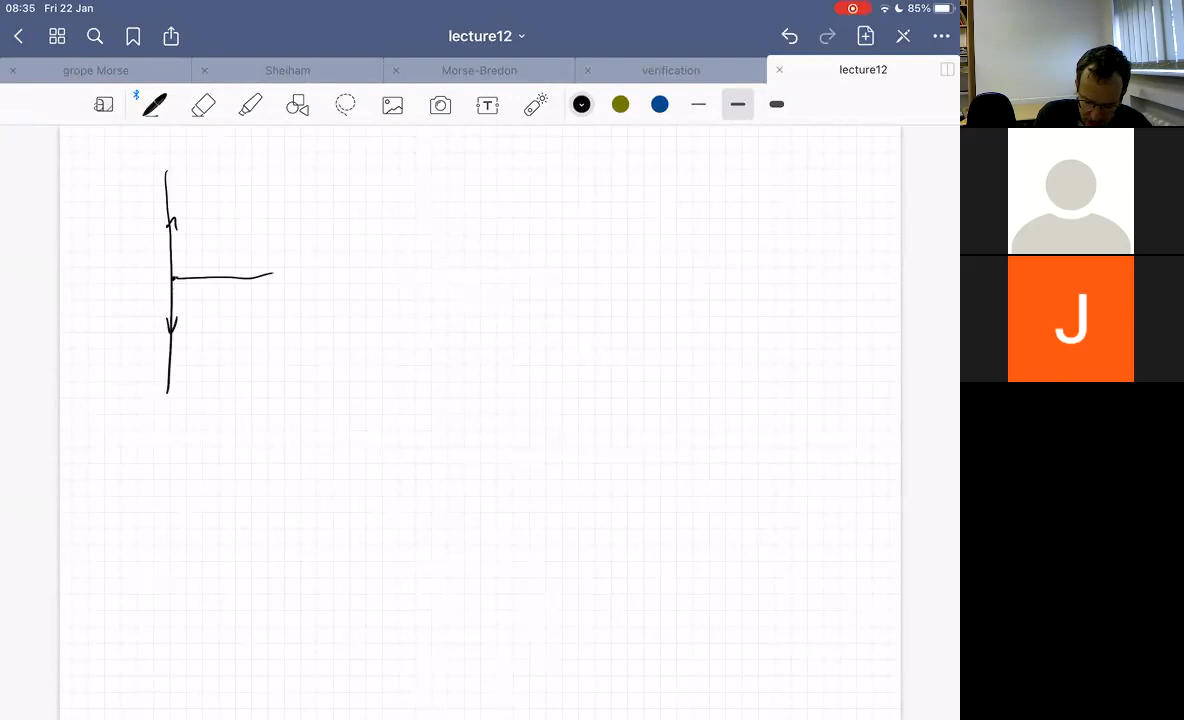 08:35 Fri 22 Jan
85%
lecture12
grope Morse
Sheiham
Morse-Bredon
verification
lecture12
T
J